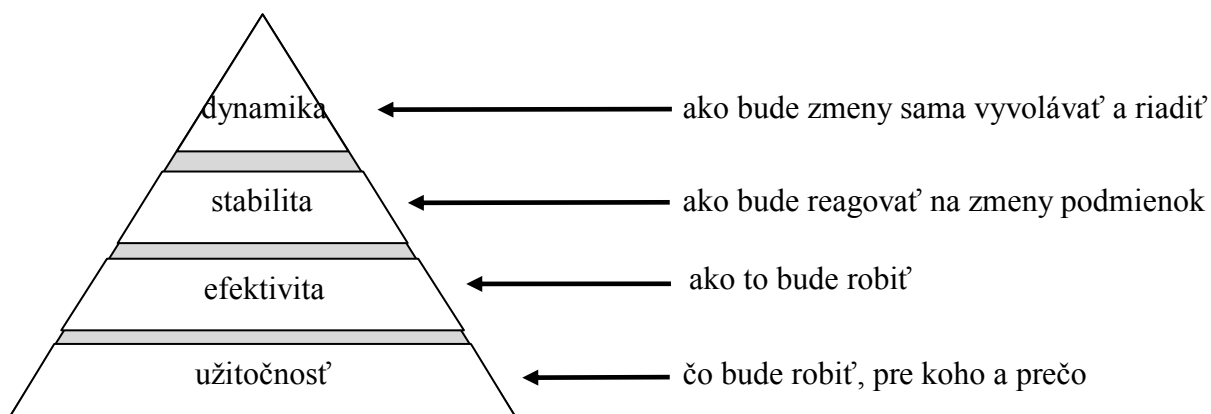 dynamika
ako bude zmeny sama vyvolávať a riadiť
stabilita
ako bude reagovať na zmeny podmienok
efektivita
ako to bude robiť
užitočnosť
čo bude robiť, pre koho a prečo